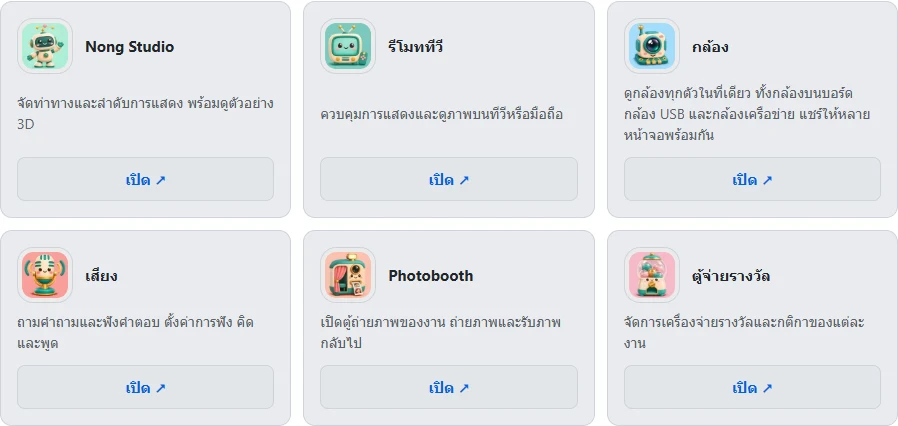 Nong Studio
จัดท่าทางและลำดับการแสดง พร้อมดูตัวอย่าง
3D
เปิด ↗
รีโมททีวี
ควบคุมการแสดงและดูภาพบนทีวีหรือมือถือ
เปิด ↗
กล้อง
ดูกล้องทุกตัวในที่เดียว ทั้งกล้องบนบอร์ด
กล้อง USB และกล้องเครือข่าย แชร์ให้หลาย
หน้าจอพร้อมกัน
เปิด ↗
เสียง
ถามคำถามและฟังคำตอบ ตั้งค่าการฟัง คิด
และพูด
เปิด ↗
Photobooth
เปิดตู้ถ่ายภาพของงาน ถ่ายภาพและรับภาพ
กลับไป
เปิด ↗
ตู้จ่ายรางวัล
จัดการเครื่องจ่ายรางวัลและกติกาของแต่ละ
งาน
เปิด ↗